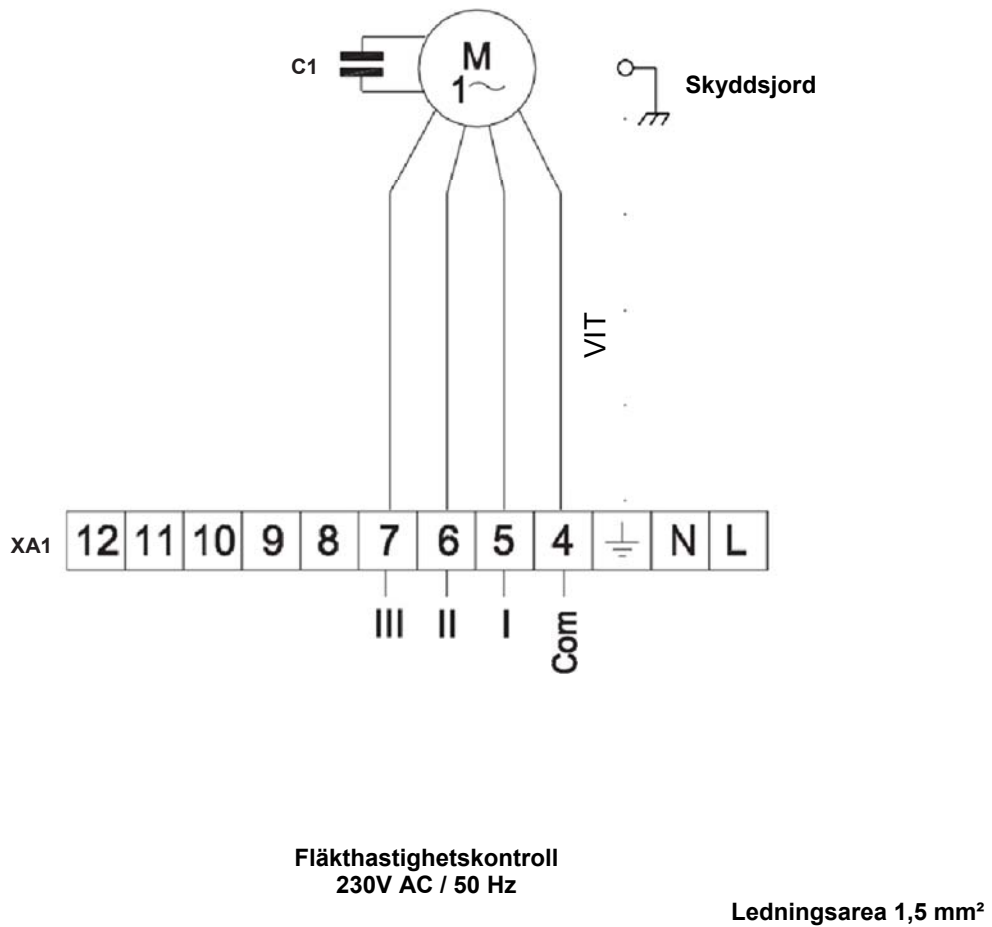 M
C1
1~
Skyddsjord
VIT
XA1 12 11 10 9 8 7 6 5 4 ⏚ N L
III II I Com
Fläkthastighetskontroll
230V AC / 50 Hz
Ledningsarea 1,5 mm²